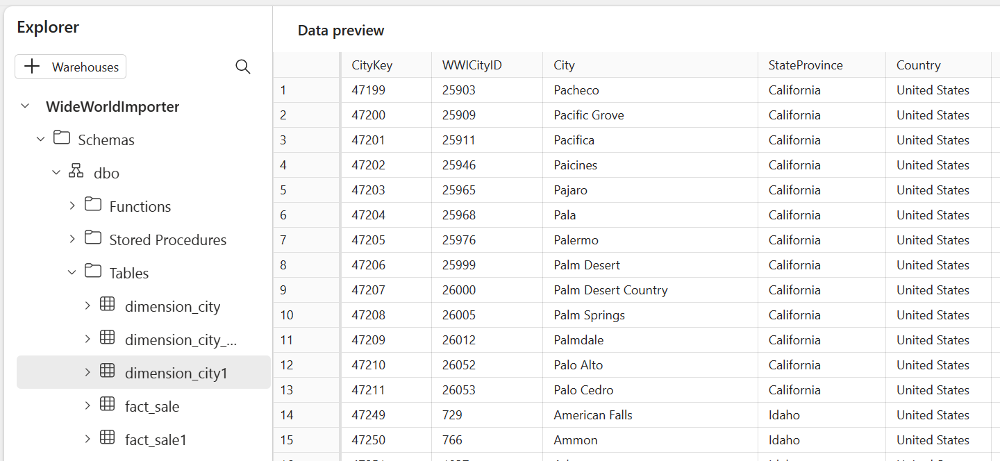 Explorer
Warehouses
WideWorldImporter
Schemas
dbo
Functions
Stored Procedures
Tables
dimension_city
dimension_city_...
dimension_city1
fact_sale
fact_sale1
Data preview
CityKey WWICityID City StateProvince Country
1 47199 25903 Pacheco California United States
2 47200 25909 Pacific Grove California United States
3 47201 25911 Pacifica California United States
4 47202 25946 Paicines California United States
5 47203 25965 Pajaro California United States
6 47204 25968 Pala California United States
7 47205 25976 Palermo California United States
8 47206 25999 Palm Desert California United States
9 47207 26000 Palm Desert Country California United States
10 47208 26005 Palm Springs California United States
11 47209 26012 Palmdale California United States
12 47210 26052 Palo Alto California United States
13 47211 26053 Palo Cedro California United States
14 47249 729 American Falls Idaho United States
15 47250 766 Ammon Idaho United States